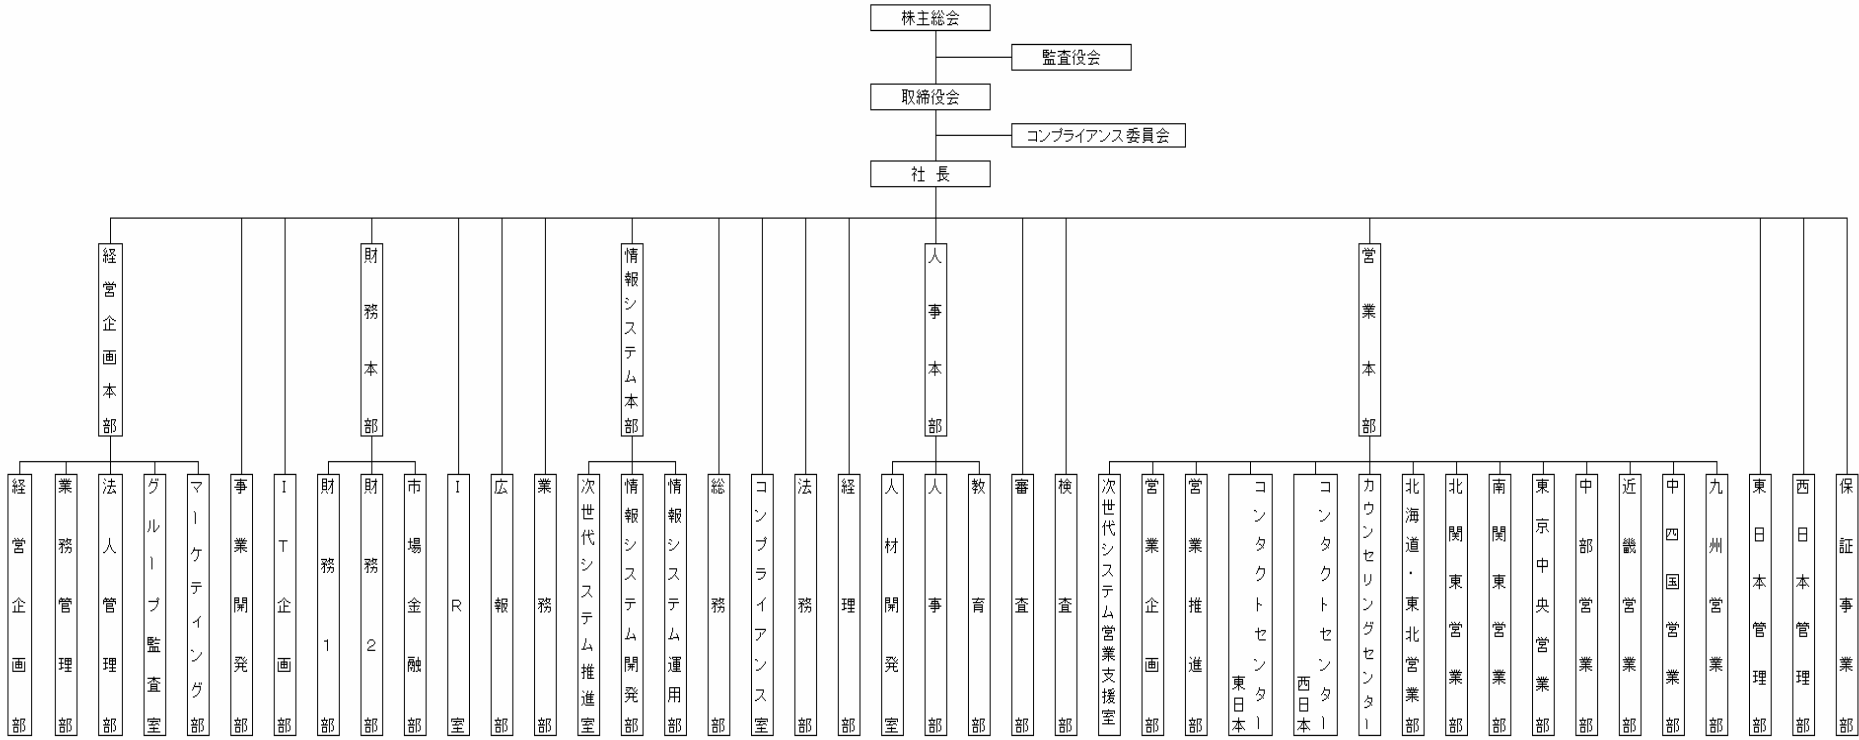 株主総会
監査役会
取締役会
コンプライアンス委員会
社長
経営企画本部
財務本部
情報システム本部
人事本部
営業本部
経営企画部
業務管理部
法人管理部
グループ監査室
マーケティング部
事業開発部
IT企画部
財務1部
財務2部
市場金融部
IR室
広報部
業務部
次世代システム推進室
情報システム開発部
情報システム運用部
総務部
コンプライアンス室
法務部
経理部
人材開発室
人事部
教育部
審査部
検査部
次世代システム営業支援室
営業企画部
営業推進部
コンタクトセンター東日本
コンタクトセンター西日本
カウンセリングセンター
北海道・東北営業部
北関東営業部
南関東営業部
東京中央営業部
中部営業部
近畿営業部
中四国営業部
九州営業部
東日本管理部
西日本管理部
保証事業部